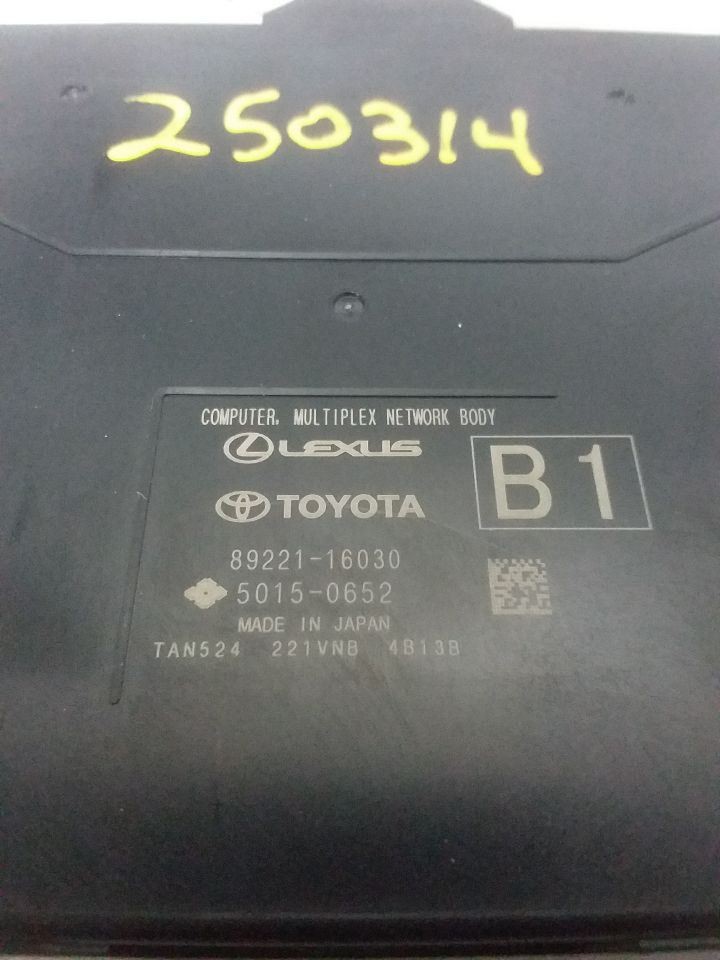 250314
COMPUTER, MULTIPLEX NETWORK BODY
LEXUS
B1
TOYOTA
89221-16030
5015-0652
MADE IN JAPAN
TAN524 221VNB 4B13B